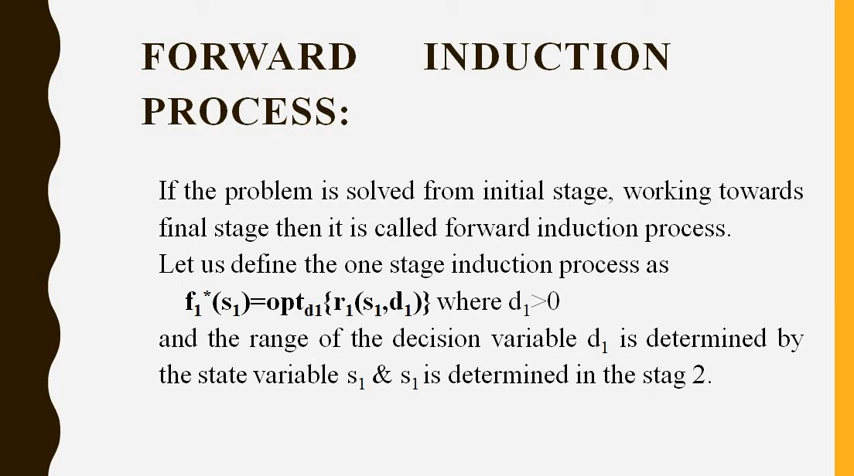 FORWARD INDUCTION
PROCESS:
If the problem is solved from initial stage, working towards
final stage then it is called forward induction process.
Let us define the one stage induction process as
f₁*(s₁)=opt_d1{r₁(s₁,d₁)} where d₁>0
and the range of the decision variable d₁ is determined by
the state variable s₁ & s₁ is determined in the stag 2.